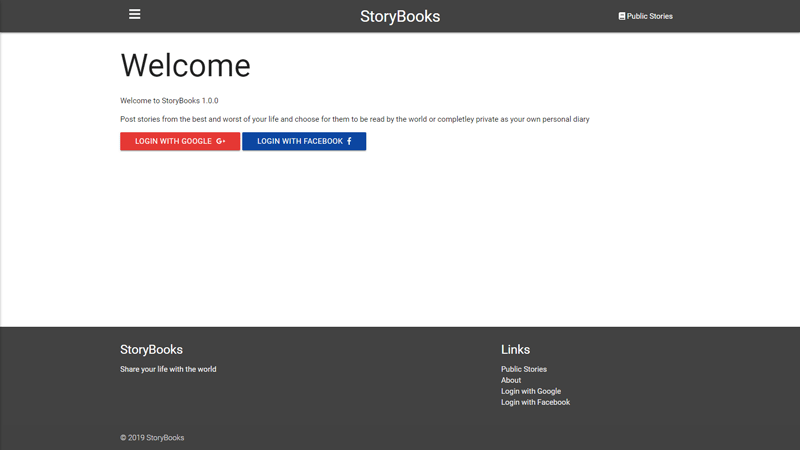 StoryBooks
Public Stories
Welcome
Welcome to StoryBooks 1.0.0
Post stories from the best and worst of your life and choose for them to be read by the world or completley private as your own personal diary
LOGIN WITH GOOGLE G+
LOGIN WITH FACEBOOK f
StoryBooks
Share your life with the world
Links
Public Stories
About
Login with Google
Login with Facebook
© 2019 StoryBooks